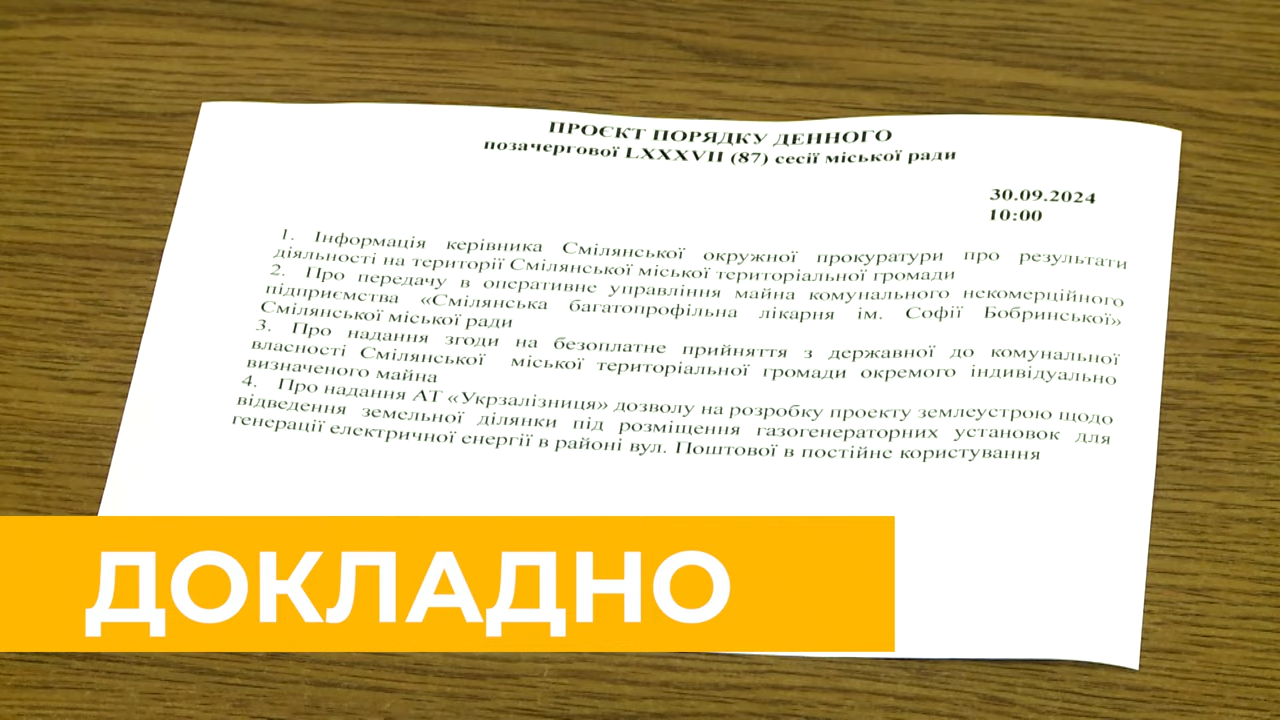 ПРОЄКТ ПОРЯДКУ ДЕННОГО
позачергової LXXXVII (87) сесії міської ради
30.09.2024
10:00
1. Інформація керівника Смілянської окружної прокуратури про результати
діяльності на території Смілянської міської територіальної громади
2. Про передачу в оперативне управління майна комунального некомерційного
підприємства «Смілянська багатопрофільна лікарня ім. Софії Бобринської»
Смілянської міської ради
3. Про надання згоди на безоплатне прийняття з державної до комунальної
власності Смілянської міської територіальної громади окремого індивідуально
визначеного майна
4. Про надання АТ «Укрзалізниця» дозволу на розробку проекту землеустрою щодо
відведення земельної ділянки під розміщення газогенераторних установок для
генерації електричної енергії в районі вул. Поштової в постійне користування
ДОКЛАДНО